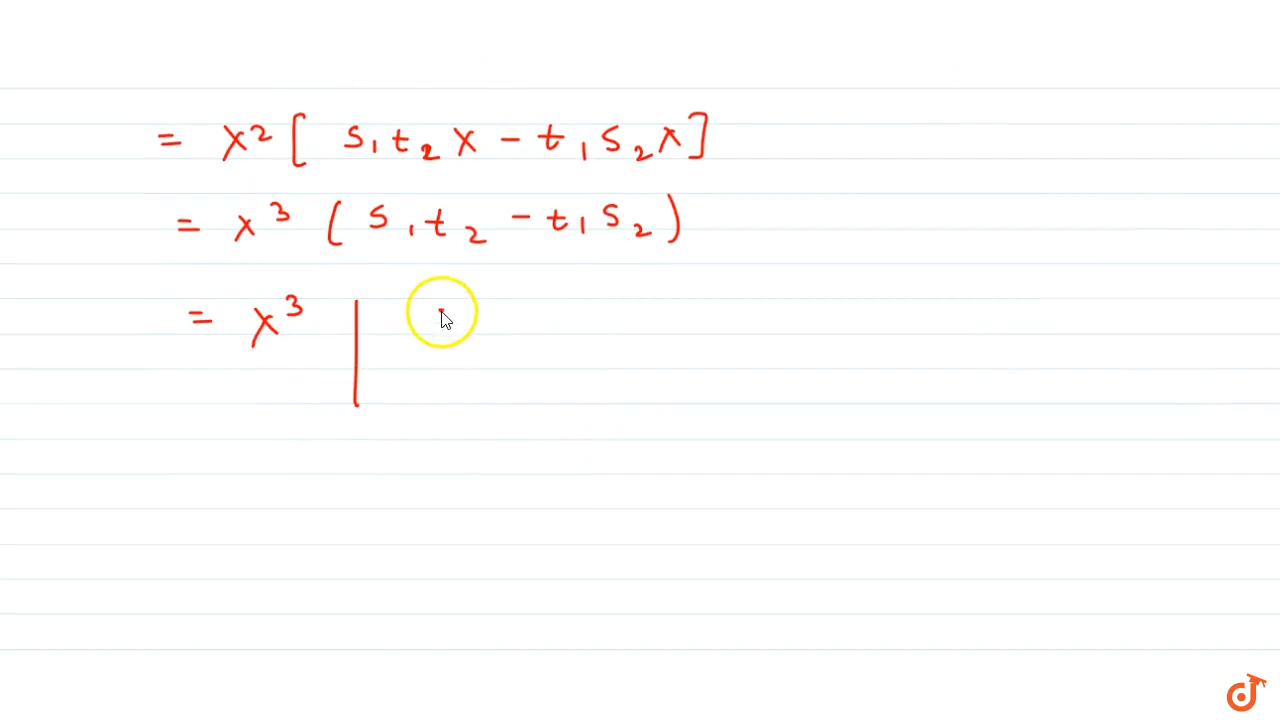 = x² [ s₁t₂x - t₁s₂x ]
= x³ ( s₁t₂ - t₁s₂ )
= x³ |